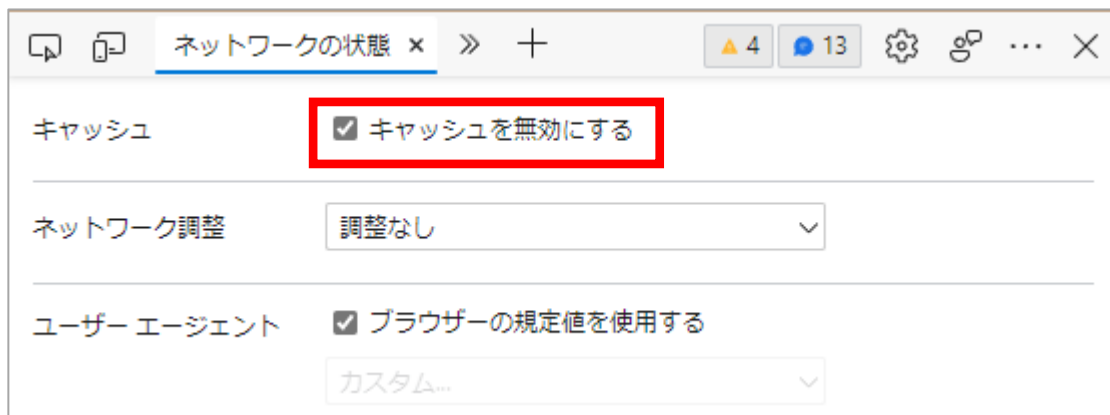 ネットワークの状態 × » + 4 13 ... ×
キャッシュ キャッシュを無効にする
ネットワーク調整 調整なし
ユーザー エージェント ブラウザーの規定値を使用する
カスタム...